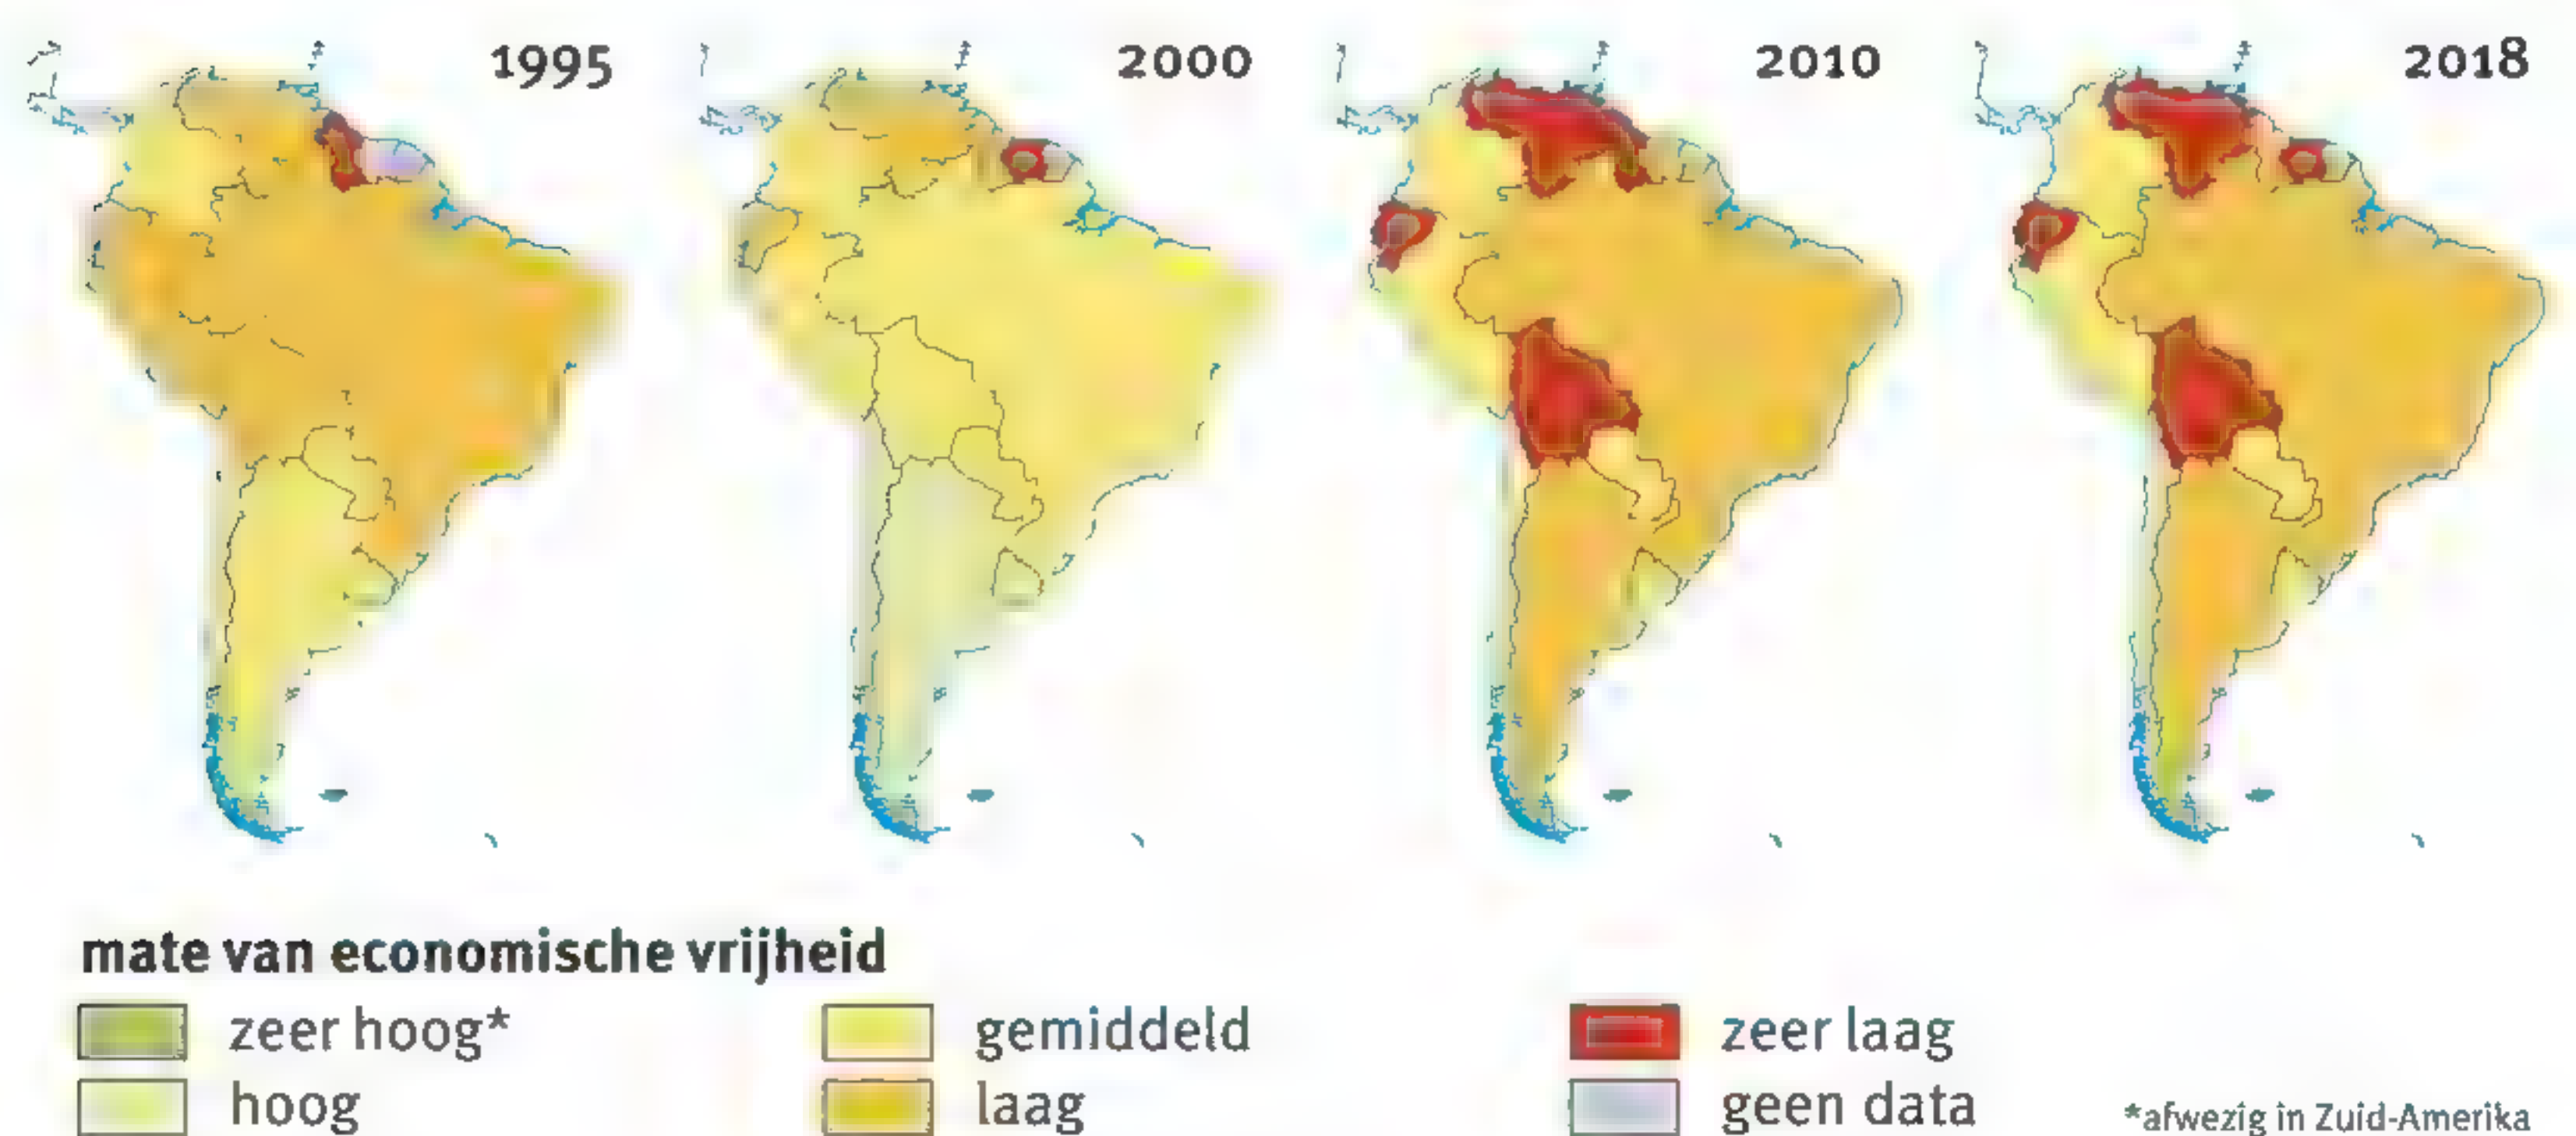 1995
2000
2010
2018
mate van economische vrijheid
zeer hoog*
gemiddeld
zeer laag
hoog
laag
geen data
*afwezig in Zuid-Amerika